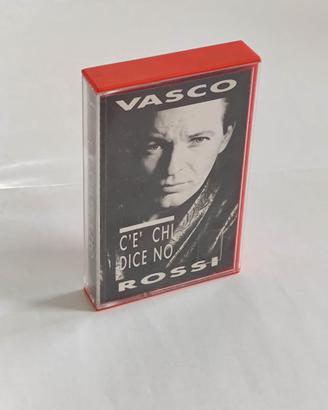 VASCO
C'E' CHI
DICE NO
ROSSI